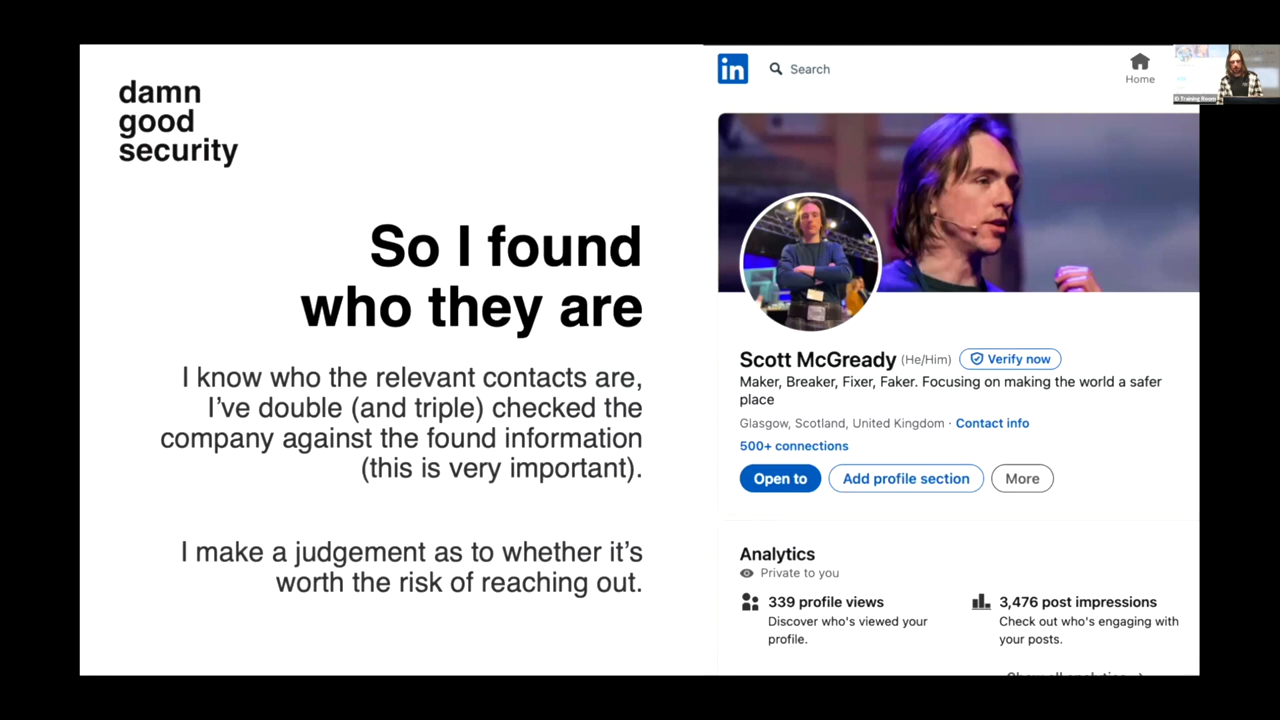 damn
good
security
So I found
who they are
I know who the relevant contacts are,
I’ve double (and triple) checked the
company against the found information
(this is very important).
I make a judgement as to whether it’s
worth the risk of reaching out.
in
Search
Home
Training Room
Scott McGready (He/Him) Verify now
Maker, Breaker, Fixer, Faker. Focusing on making the world a safer
place
Glasgow, Scotland, United Kingdom · Contact info
500+ connections
Open to
Add profile section
More
Analytics
Private to you
339 profile views
Discover who's viewed your
profile.
3,476 post impressions
Check out who's engaging with
your posts.
Show all analytics